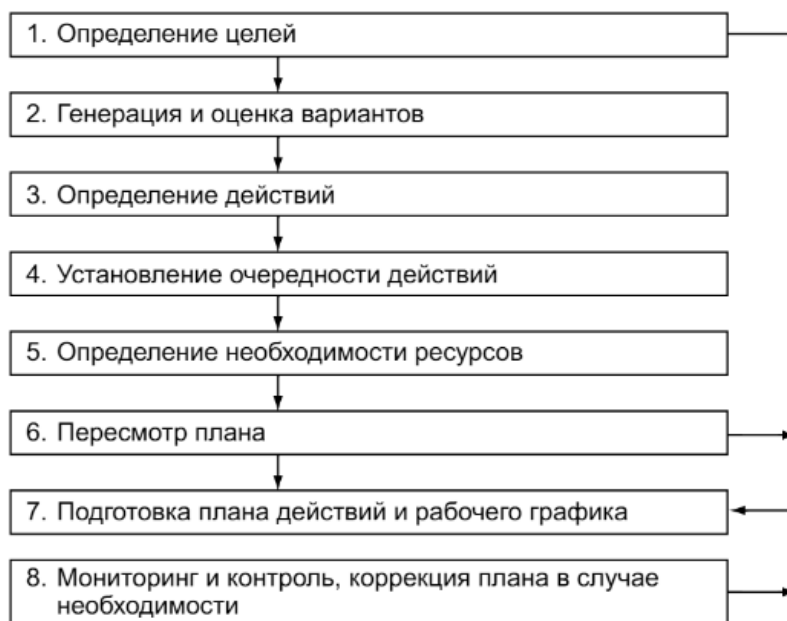 1. Определение целей
2. Генерация и оценка вариантов
3. Определение действий
4. Установление очередности действий
5. Определение необходимости ресурсов
6. Пересмотр плана
7. Подготовка плана действий и рабочего графика
8. Мониторинг и контроль, коррекция плана в случае
необходимости